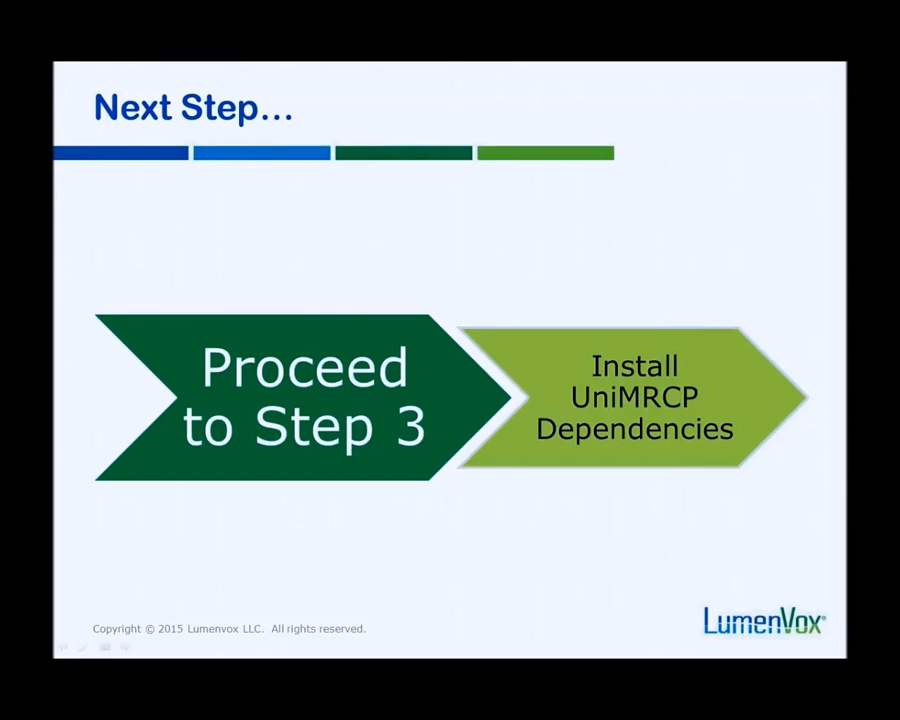 Next Step...
Proceed
to Step 3
Install
UniMRCP
Dependencies
Copyright © 2015 Lumenvox LLC. All rights reserved.
LumenVox®